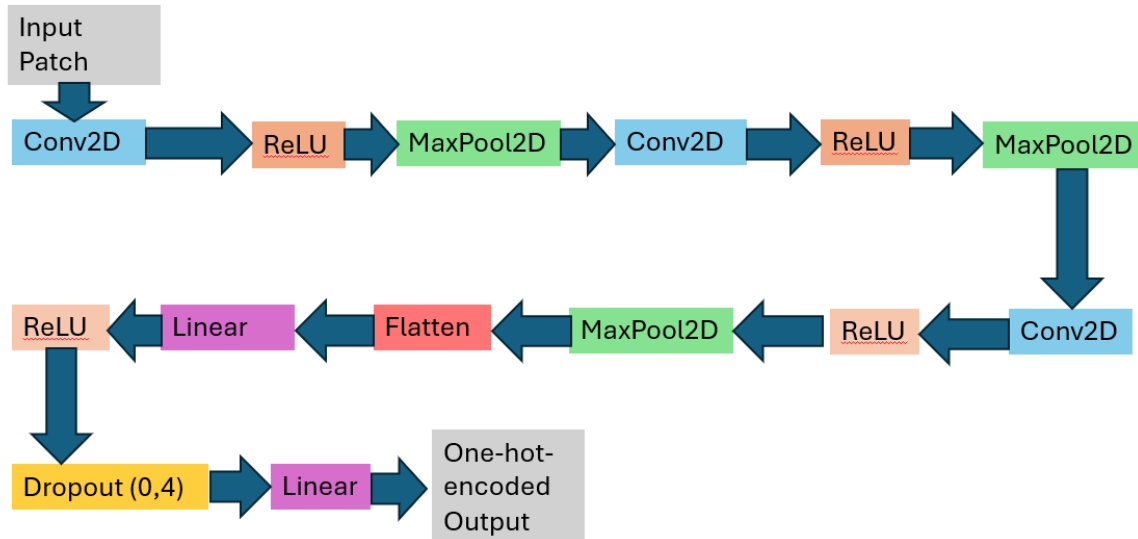 Input
Patch
Conv2D
ReLU
MaxPool2D
Conv2D
ReLU
MaxPool2D
Conv2D
ReLU
MaxPool2D
Flatten
Linear
ReLU
Dropout (0,4)
Linear
One-hot-
encoded
Output